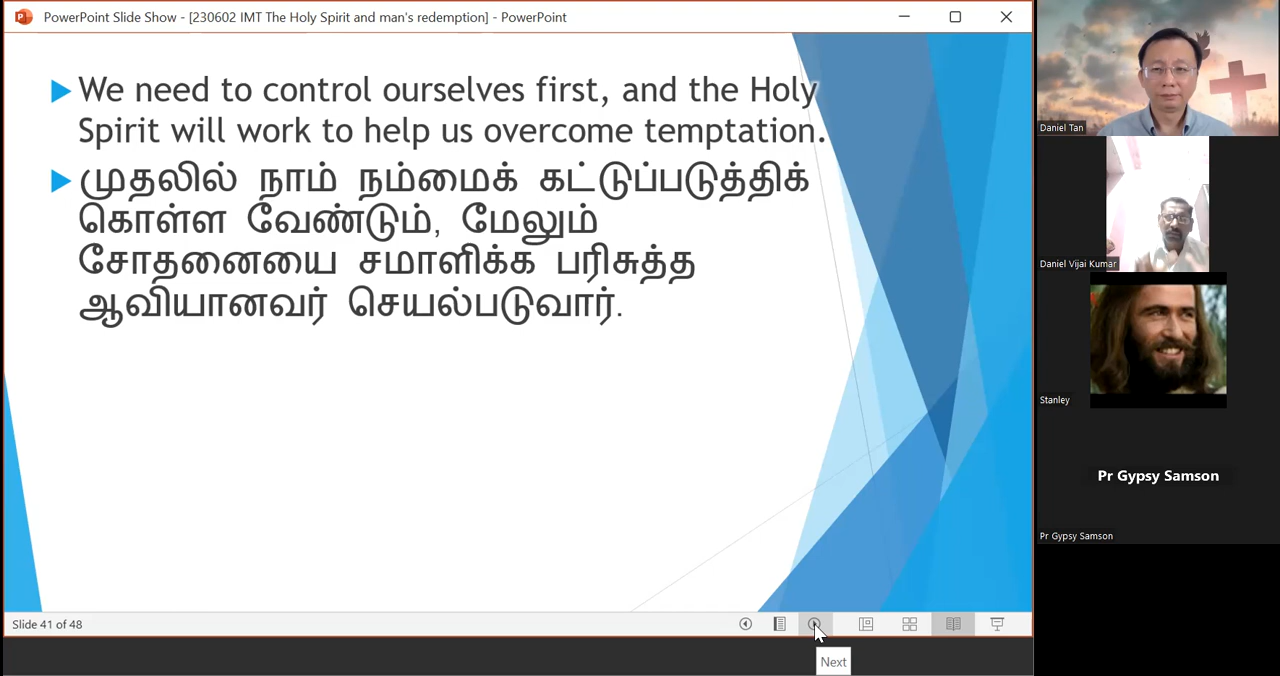 PowerPoint Slide Show - [230602 IMT The Holy Spirit and man's redemption] - PowerPoint
We need to control ourselves first, and the Holy
Spirit will work to help us overcome temptation.
முதலில் நாம் நம்மைக் கட்டுப்படுத்திக்
கொள்ள வேண்டும், மேலும்
சோதனையை சமாளிக்க பரிசுத்த
ஆவியானவர் செயல்படுவார்.
Slide 41 of 48
Next
Daniel Tan
Daniel Vijai Kumar
Stanley
Pr Gypsy Samson
Pr Gypsy Samson